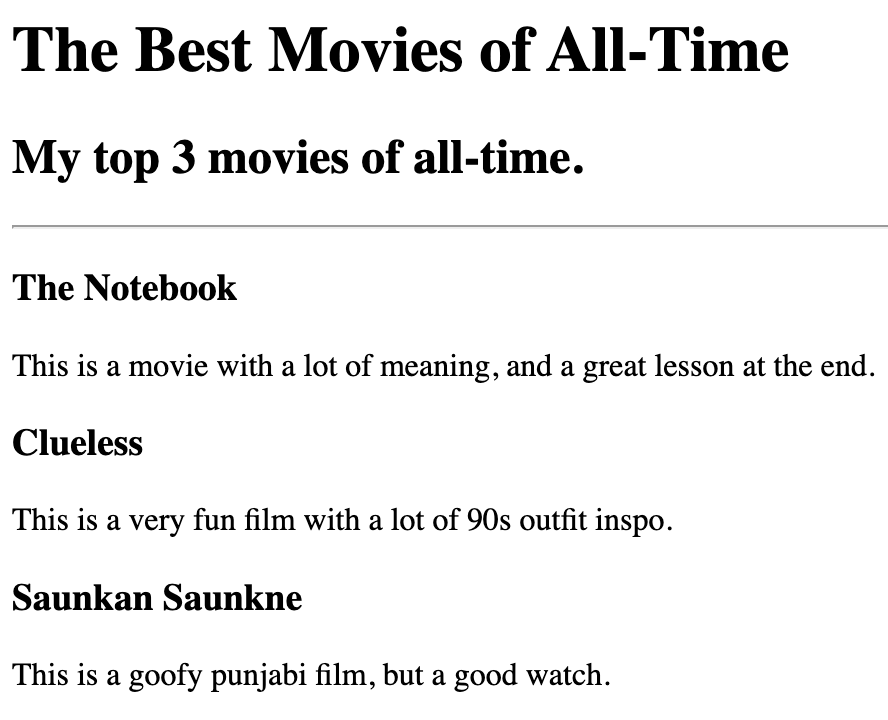 The Best Movies of All-Time
My top 3 movies of all-time.
The Notebook
This is a movie with a lot of meaning, and a great lesson at the end.
Clueless
This is a very fun film with a lot of 90s outfit inspo.
Saunkan Saunkne
This is a goofy punjabi film, but a good watch.